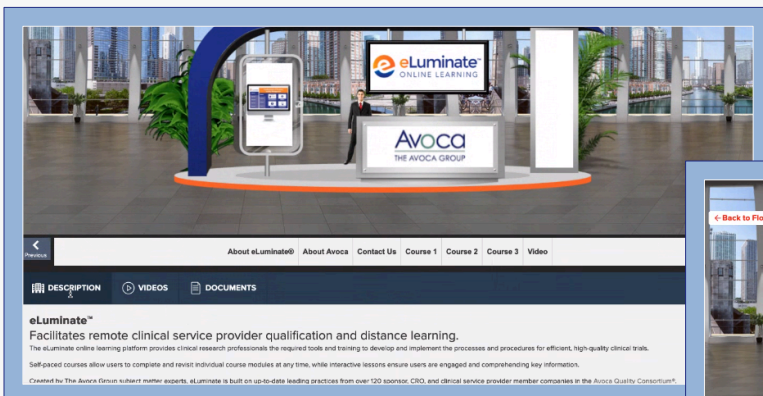 eLuminate™
ONLINE LEARNING
Avoca
THE AVOCA GROUP
← Back to Flo
Previous
About eLuminate® About Avoca Contact Us Course 1 Course 2 Course 3 Video
DESCRIPTION VIDEOS DOCUMENTS
eLuminate™
Facilitates remote clinical service provider qualification and distance learning.
The eLuminate online learning platform provides clinical research professionals the required tools and training to develop and implement the processes and procedures for efficient, high-quality clinical trials.
Self-paced courses allow users to complete and revisit individual course modules at any time, while interactive lessons ensure users are engaged and comprehending key information.
Created by The Avoca Group subject matter experts, eLuminate is built on up-to-date leading practices from over 120 sponsor, CRO, and clinical service provider member companies in the Avoca Quality Consortium®.